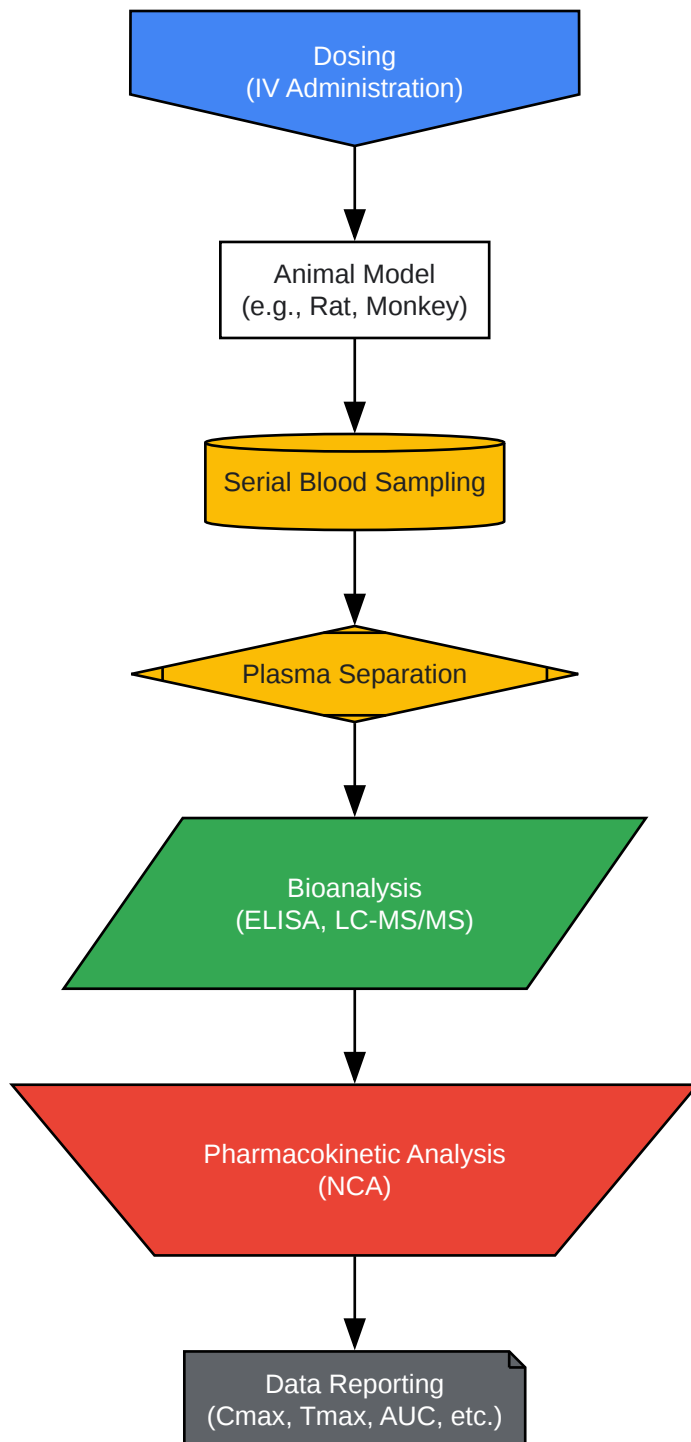 Dosing
(IV Administration)
Animal Model
(e.g., Rat, Monkey)
Serial Blood Sampling
Plasma Separation
Bioanalysis
(ELISA, LC-MS/MS)
Pharmacokinetic Analysis
(NCA)
Data Reporting
(Cmax, Tmax, AUC, etc.)